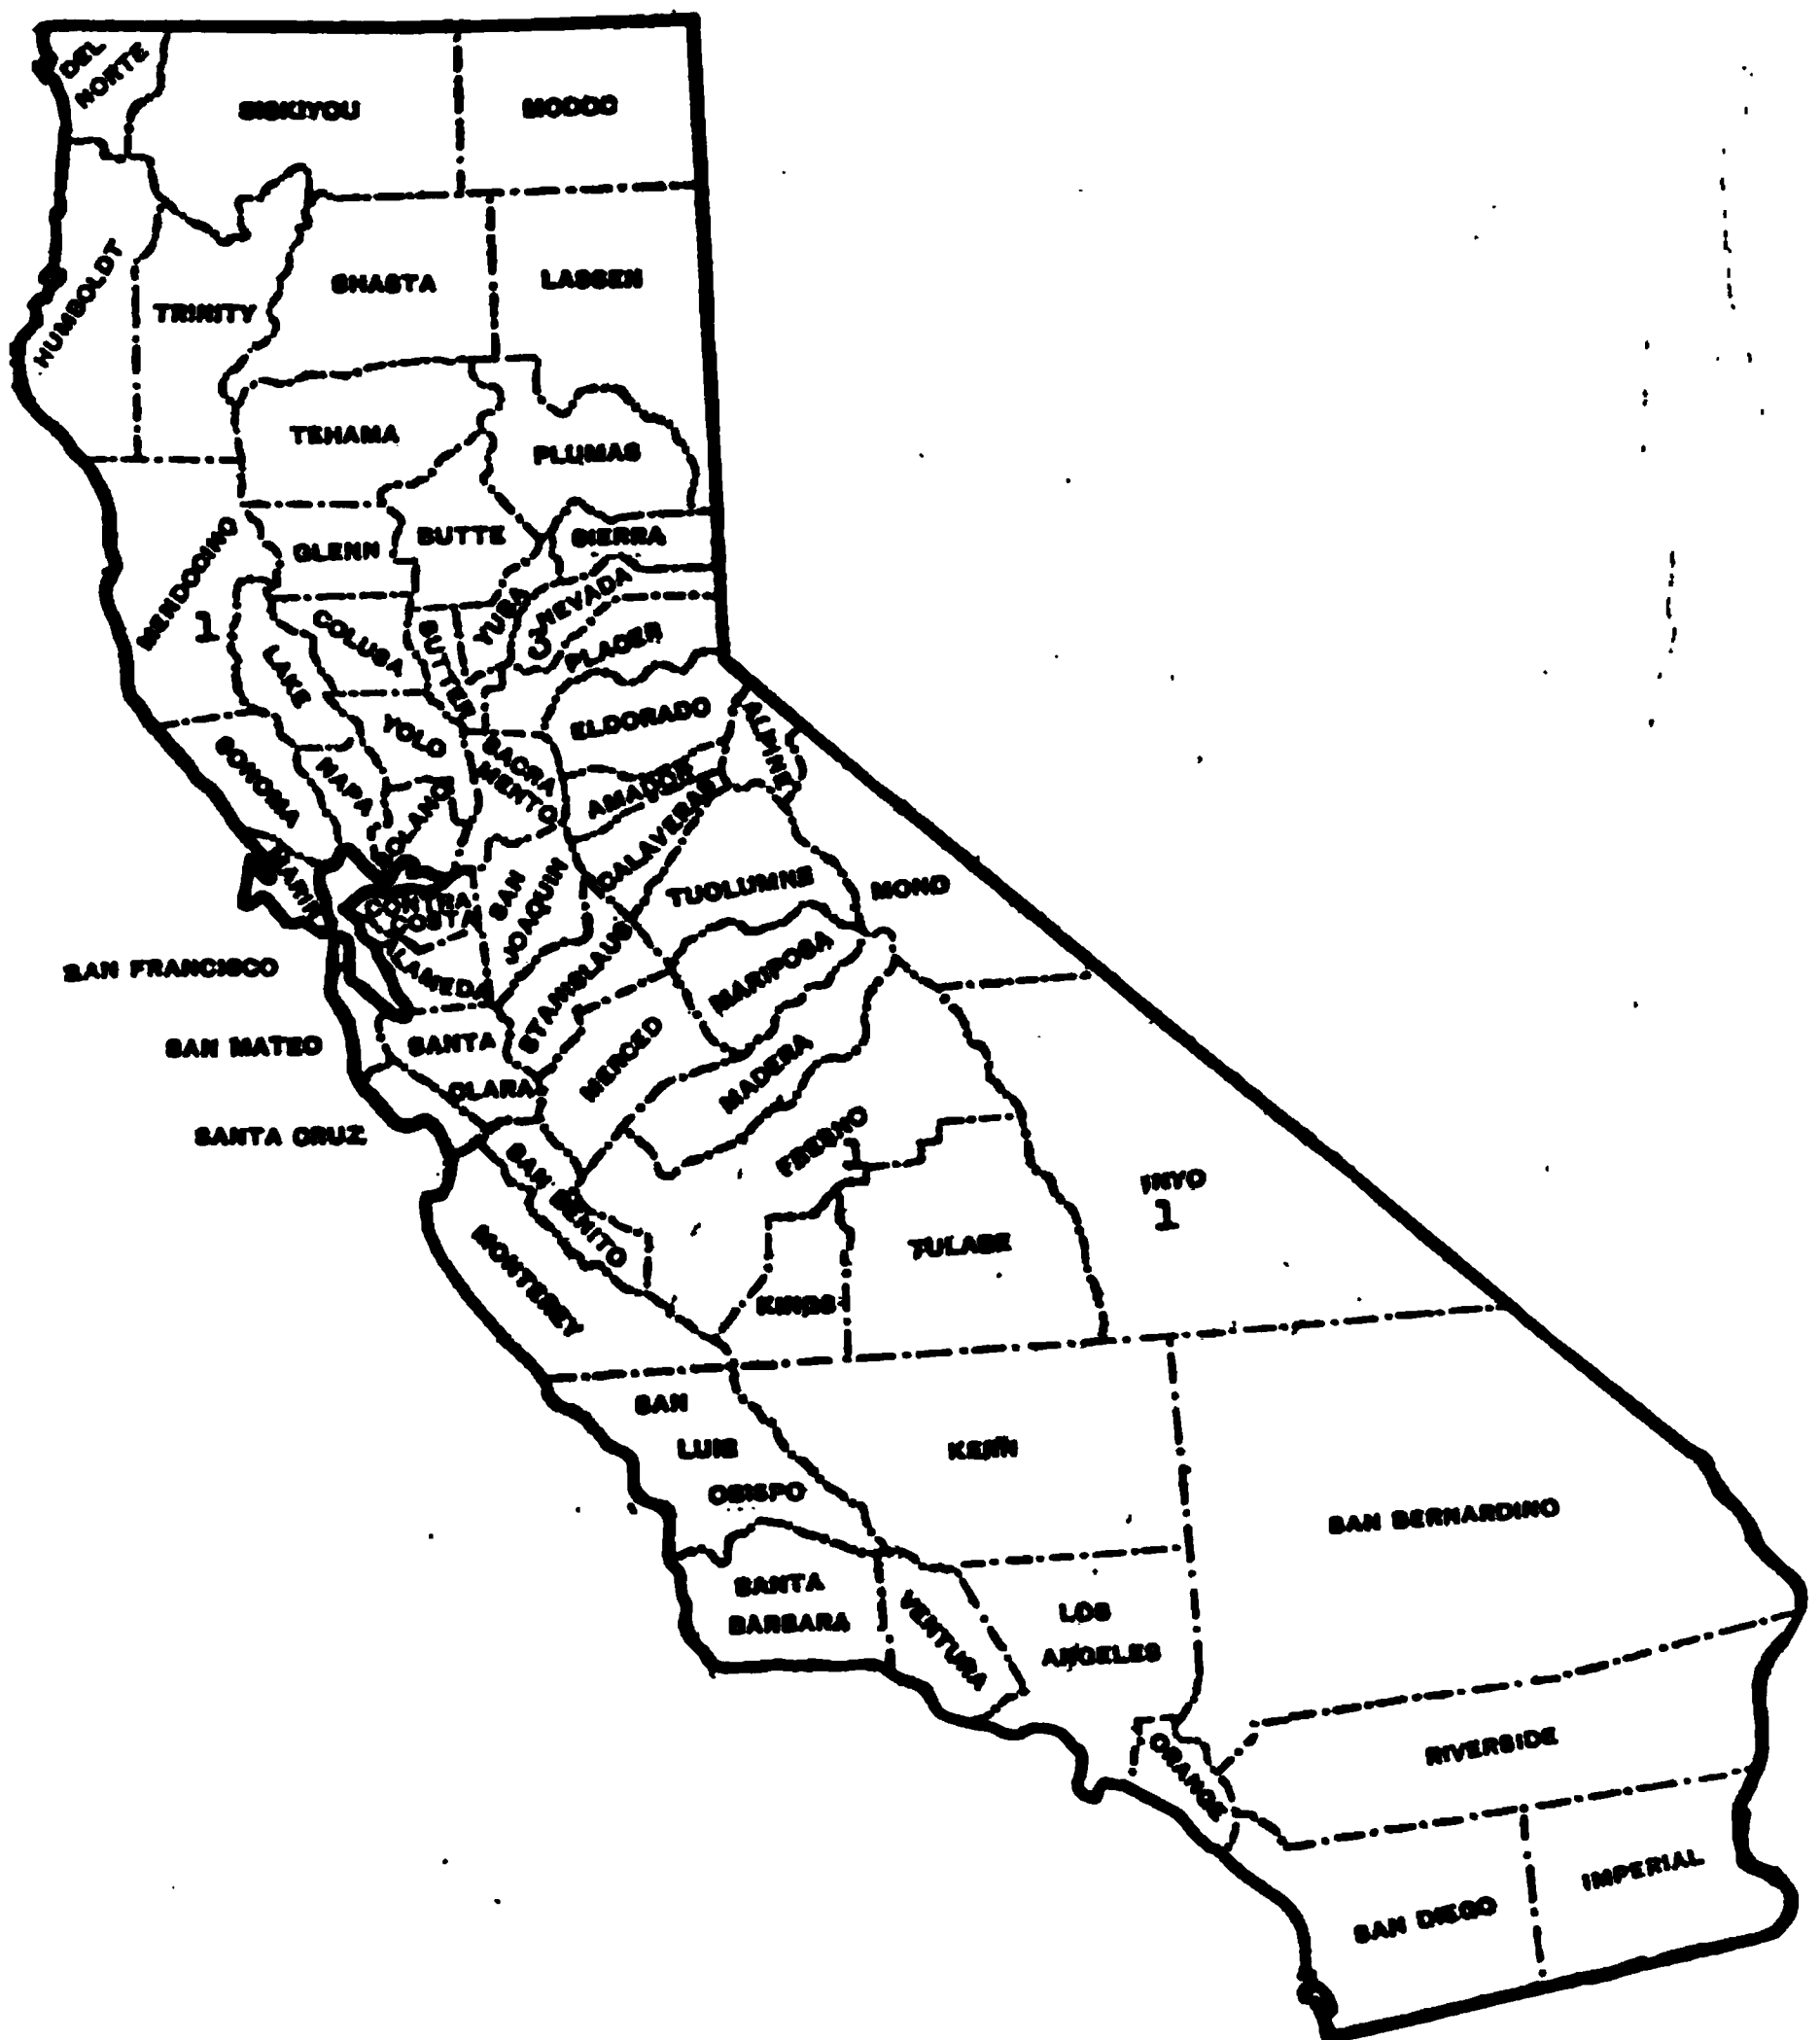 DEL
NORTE
SISKIYOU
MODOC
HUMBOLDT
TRINITY
SHASTA
LASSEN
TEHAMA
PLUMAS
MENDOCINO
1
GLENN
BUTTE
SIERRA
COLUSA
SUTTER
YUBA
NEVADA
3
PLACER
LAKE
ELDORADO
ALPINE
SONOMA
NAPA
YOLO
SACRA
MENTO
AMADOR
SOLANO
CALAVERAS
MARIN
CONTRA
COSTA
SAN
JOAQUIN
TUOLUMNE
MONO
SAN FRANCISCO
ALAMEDA
STANISLAUS
MARIPOSA
SAN MATEO
SANTA
CLARA
MERCED
MADERA
SANTA CRUZ
SAN
BENITO
FRESNO
1
INYO
1
MONTEREY
KINGS
TULARE
SAN
LUIS
OBISPO
KERN
SAN BERNARDINO
SANTA
BARBARA
VENTURA
LOS
ANGELES
ORANGE
RIVERSIDE
SAN DIEGO
IMPERIAL